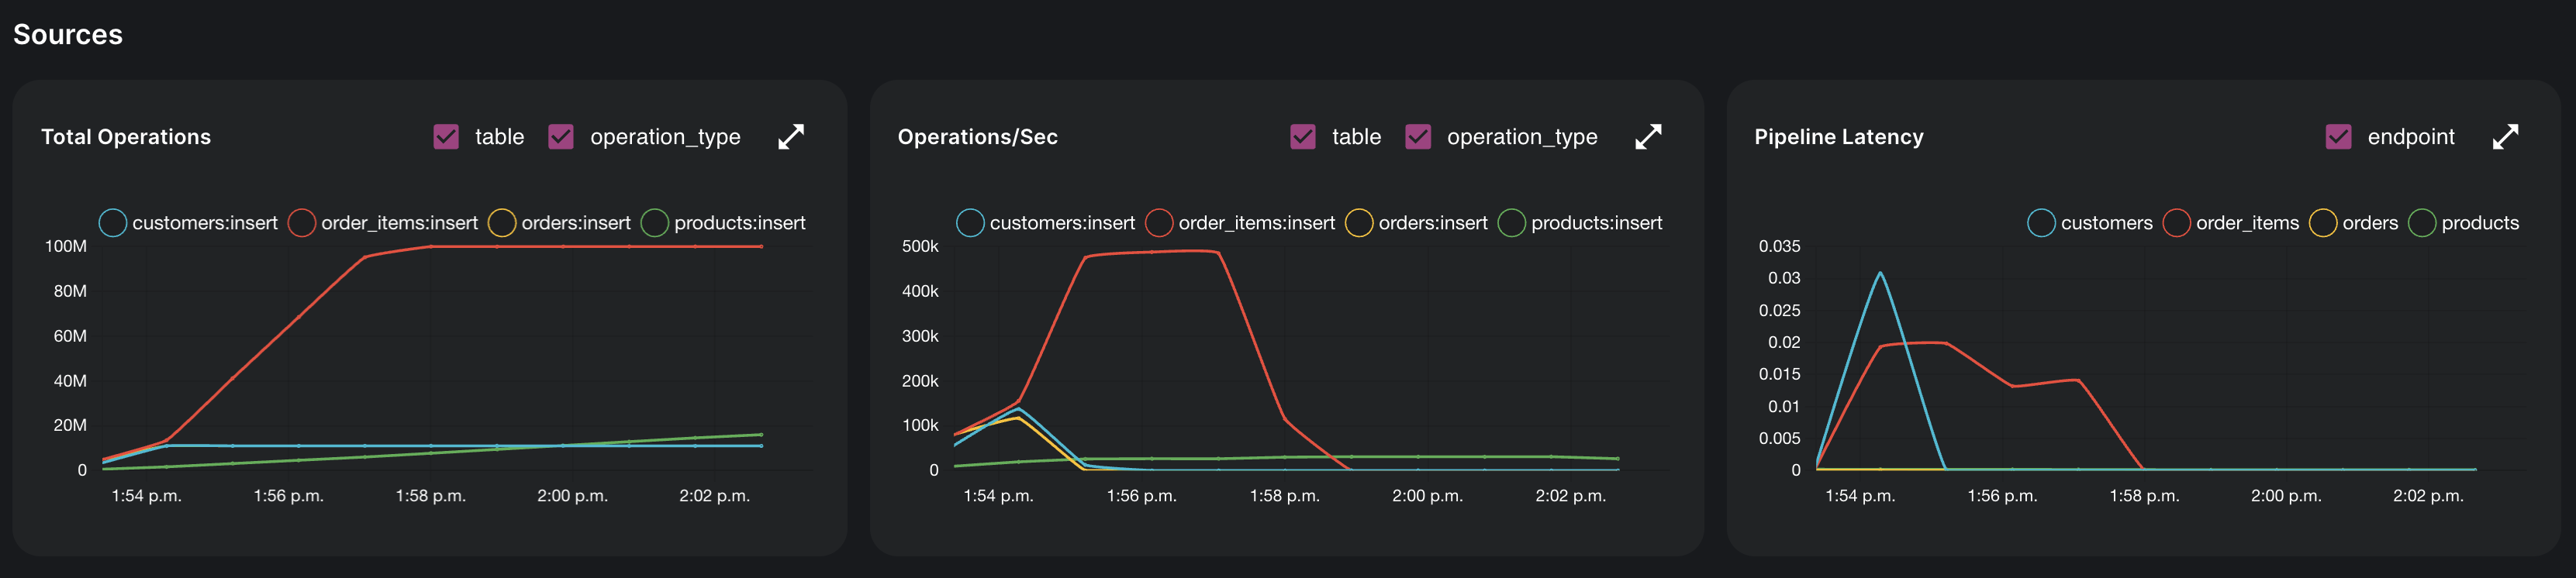 Sources
Total Operations table operation_type
customers:insert order_items:insert orders:insert products:insert
100M
80M
60M
40M
20M
0
1:54 p.m. 1:56 p.m. 1:58 p.m. 2:00 p.m. 2:02 p.m.
Operations/Sec table operation_type
customers:insert order_items:insert orders:insert products:insert
500k
400k
300k
200k
100k
0
1:54 p.m. 1:56 p.m. 1:58 p.m. 2:00 p.m. 2:02 p.m.
Pipeline Latency endpoint
customers order_items orders products
0.035
0.03
0.025
0.02
0.015
0.01
0.005
0
1:54 p.m. 1:56 p.m. 1:58 p.m. 2:00 p.m. 2:02 p.m.